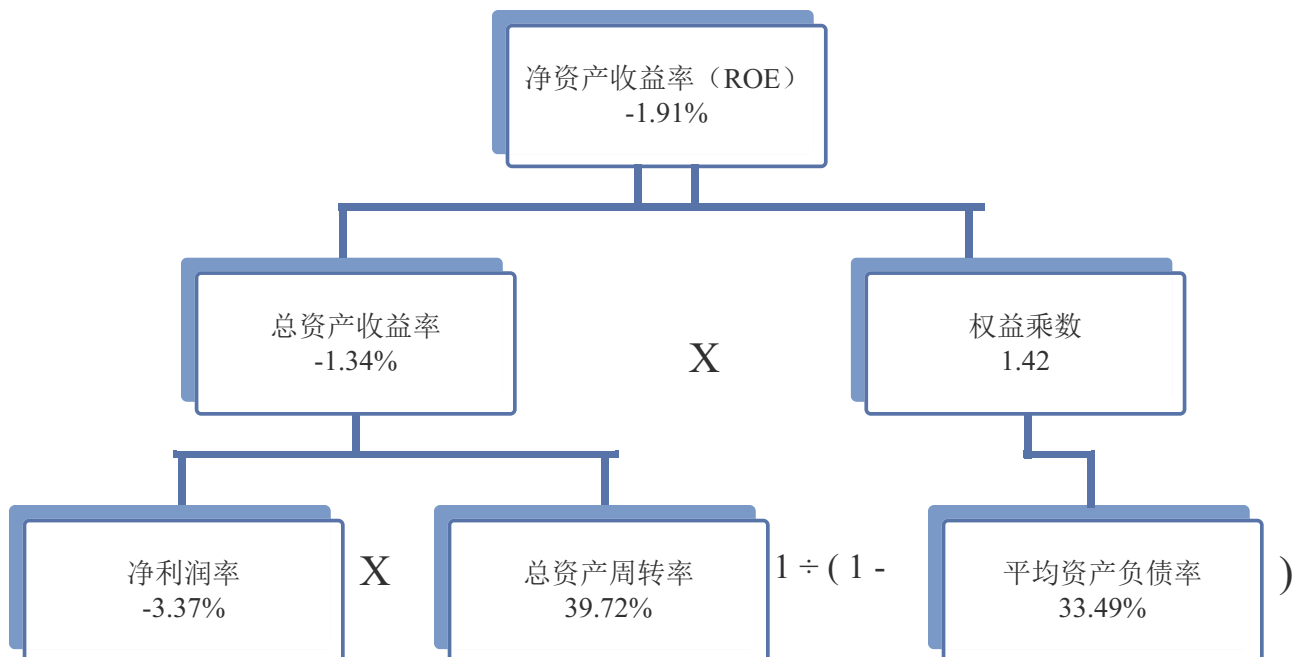 净资产收益率（ROE）
-1.91%
总资产收益率
-1.34%
X
权益乘数
1.42
净利润率
-3.37%
X
总资产周转率
39.72%
1 ÷ ( 1 -
平均资产负债率
33.49%
)